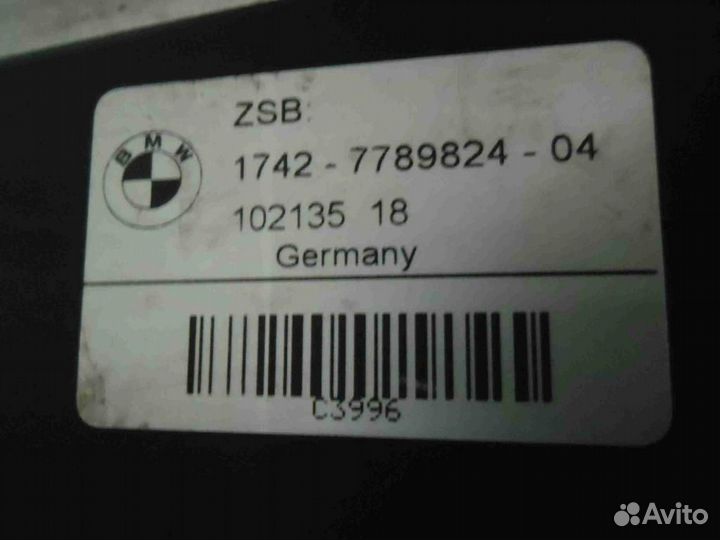 ZSB:
BMW
1742 - 7789824 - 04
102135 18
Germany
C3996
Avito